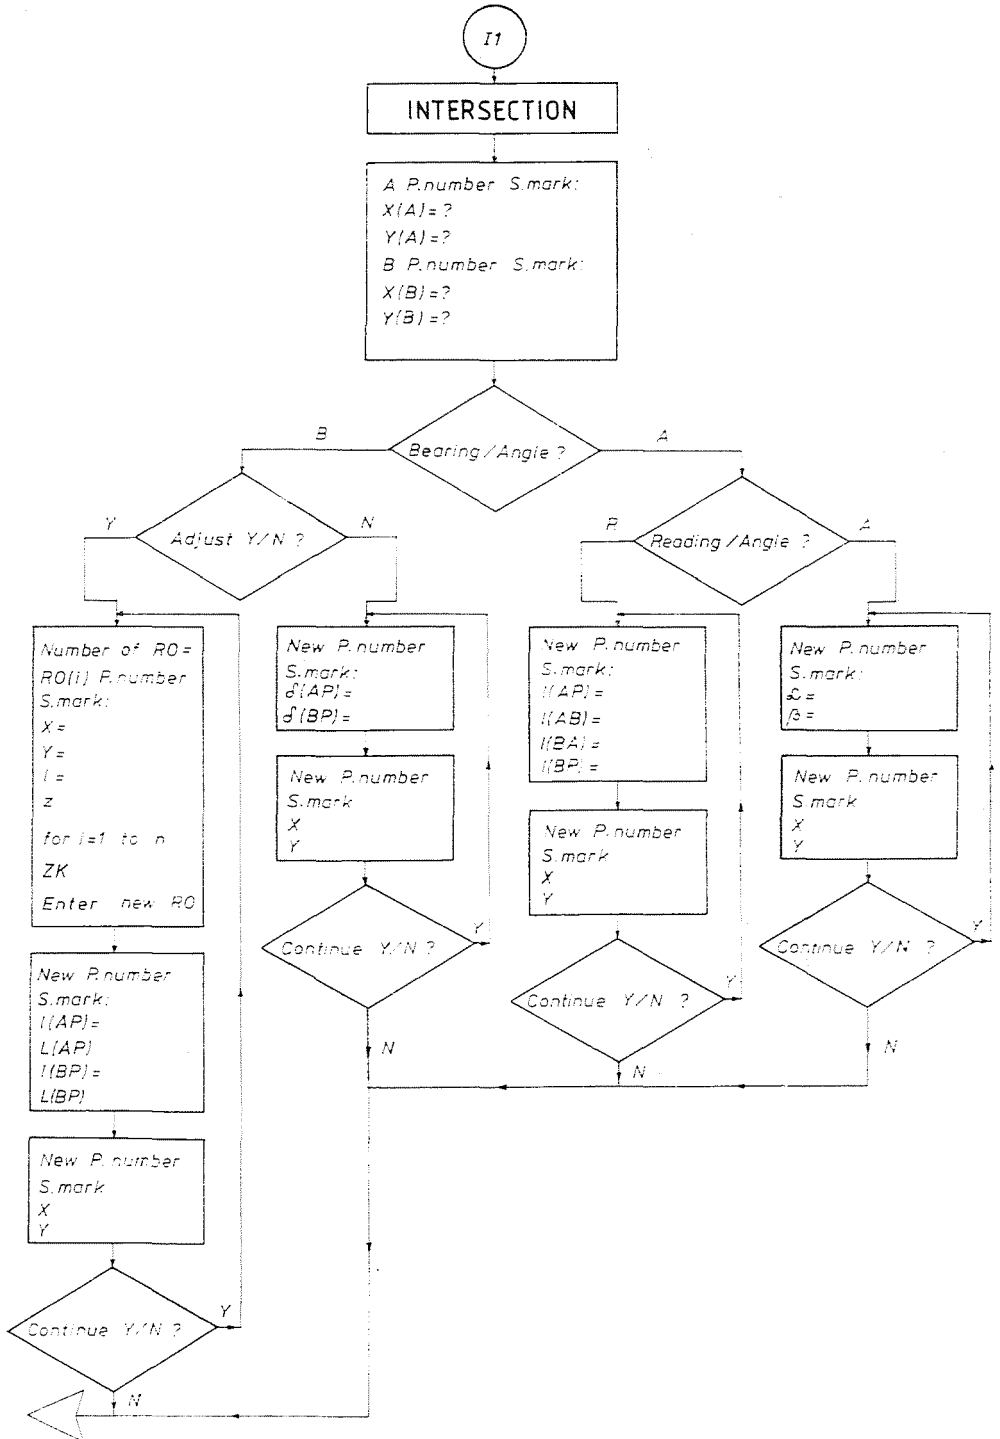 I1
INTERSECTION
A P.number S.mark:
X(A)=?
Y(A)=?
B P.number S.mark:
X(B)=?
Y(B)=?
Bearing/Angle ?
B
A
Adjust Y/N ?
Y
N
Reading/Angle ?
R
A
Number of RO=
RO(i) P.number
S.mark:
X=
Y=
l=
z
for i=1 to n
ZK
Enter new RO
New P.number
S.mark:
l(AP)=
L(AP)
l(BP)=
L(BP)
New P.number
S.mark
X
Y
Continue Y/N ?
Y
N
New P.number
S.mark:
δ(AP)=
δ(BP)=
New P.number
S.mark
X
Y
Continue Y/N ?
Y
N
New P.number
S.mark:
l(AP)=
l(AB)=
l(BA)=
l(BP)=
New P.number
S.mark
X
Y
Continue Y/N ?
Y
N
New P.number
S.mark:
α=
β=
New P.number
S.mark
X
Y
Continue Y/N ?
Y
N